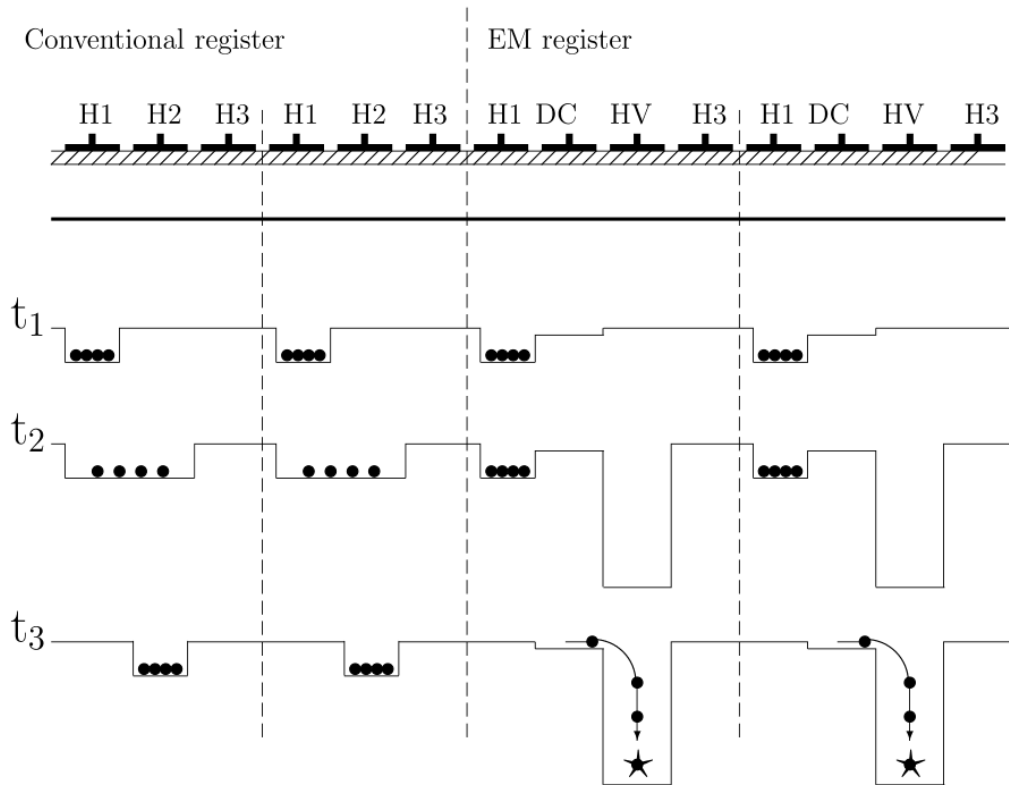 Conventional register EM register
H1 H2 H3 H1 H2 H3 H1 DC HV H3 H1 DC HV H3
t1
t2
t3